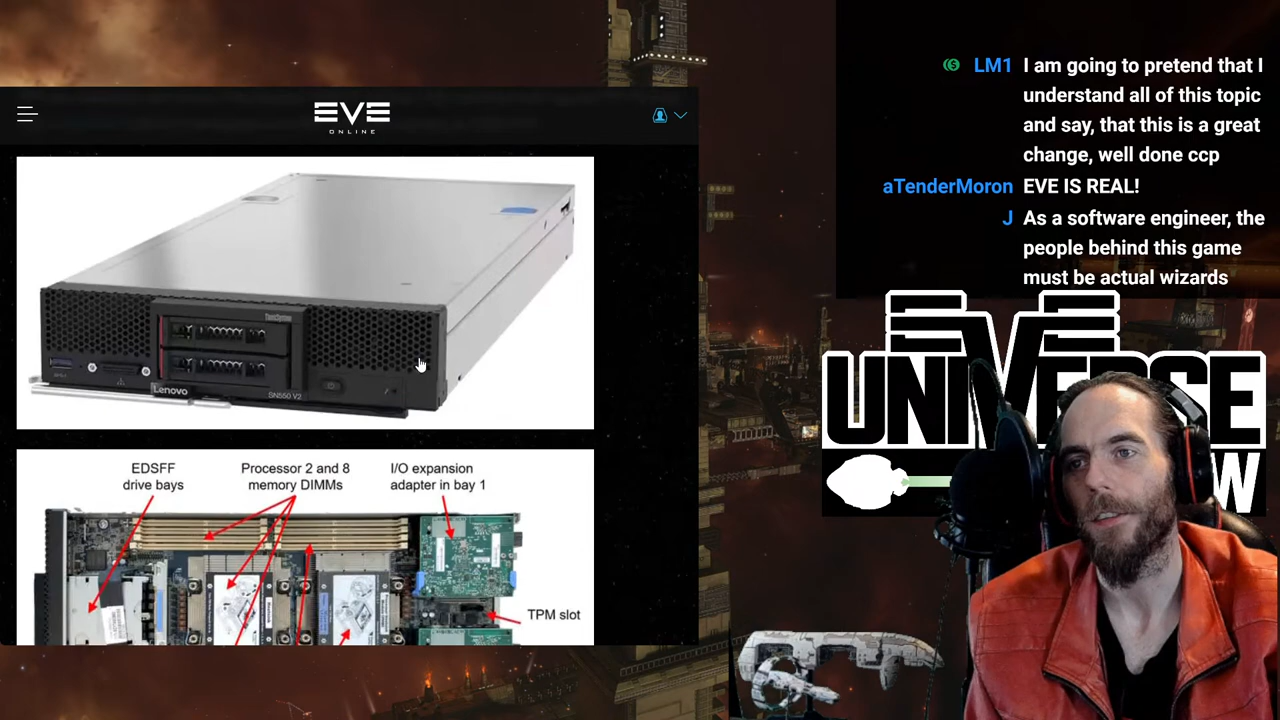 EVE
ONLINE
Lenovo
SN550 V2
EDSFF
drive bays
Processor 2 and 8
memory DIMMs
I/O expansion
adapter in bay 1
TPM slot
LM1 I am going to pretend that I
understand all of this topic
and say, that this is a great
change, well done ccp
aTenderMoron EVE IS REAL!
J As a software engineer, the
people behind this game
must be actual wizards
EVE
UNIVERSE
W